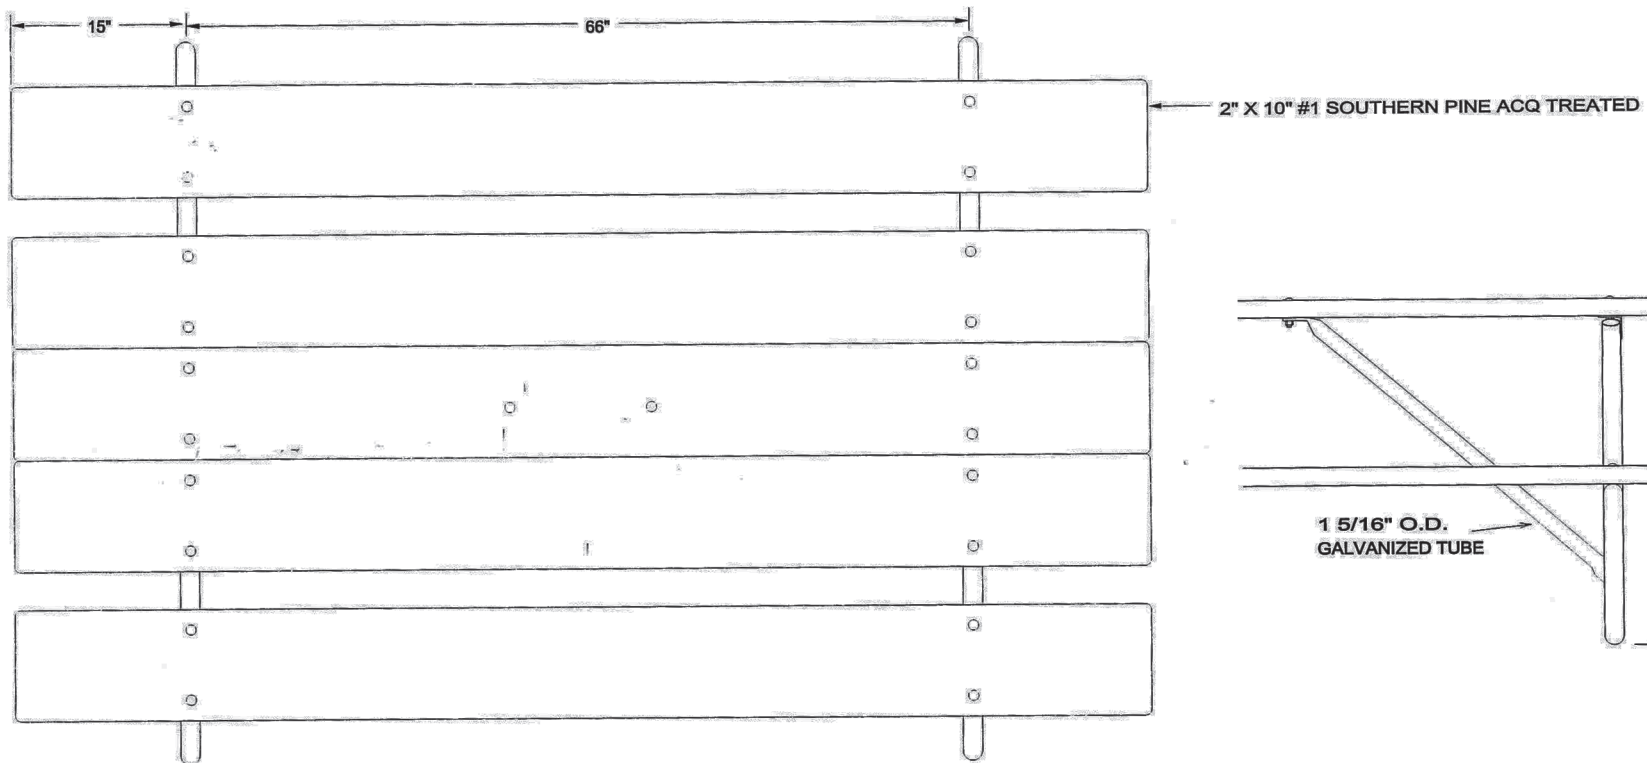 15"
66"
2" X 10" #1 SOUTHERN PINE ACQ TREATED
1 5/16" O.D.
GALVANIZED TUBE